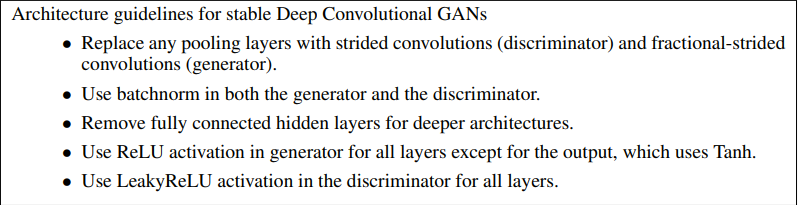 Architecture guidelines for stable Deep Convolutional GANs
• Replace any pooling layers with strided convolutions (discriminator) and fractional-strided
convolutions (generator).
• Use batchnorm in both the generator and the discriminator.
• Remove fully connected hidden layers for deeper architectures.
• Use ReLU activation in generator for all layers except for the output, which uses Tanh.
• Use LeakyReLU activation in the discriminator for all layers.